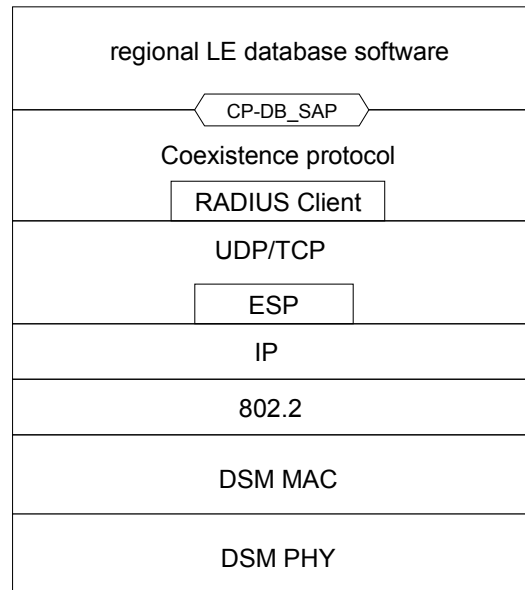 regional LE database software
CP-DB_SAP
Coexistence protocol
RADIUS Client
UDP/TCP
ESP
IP
802.2
DSM MAC
DSM PHY